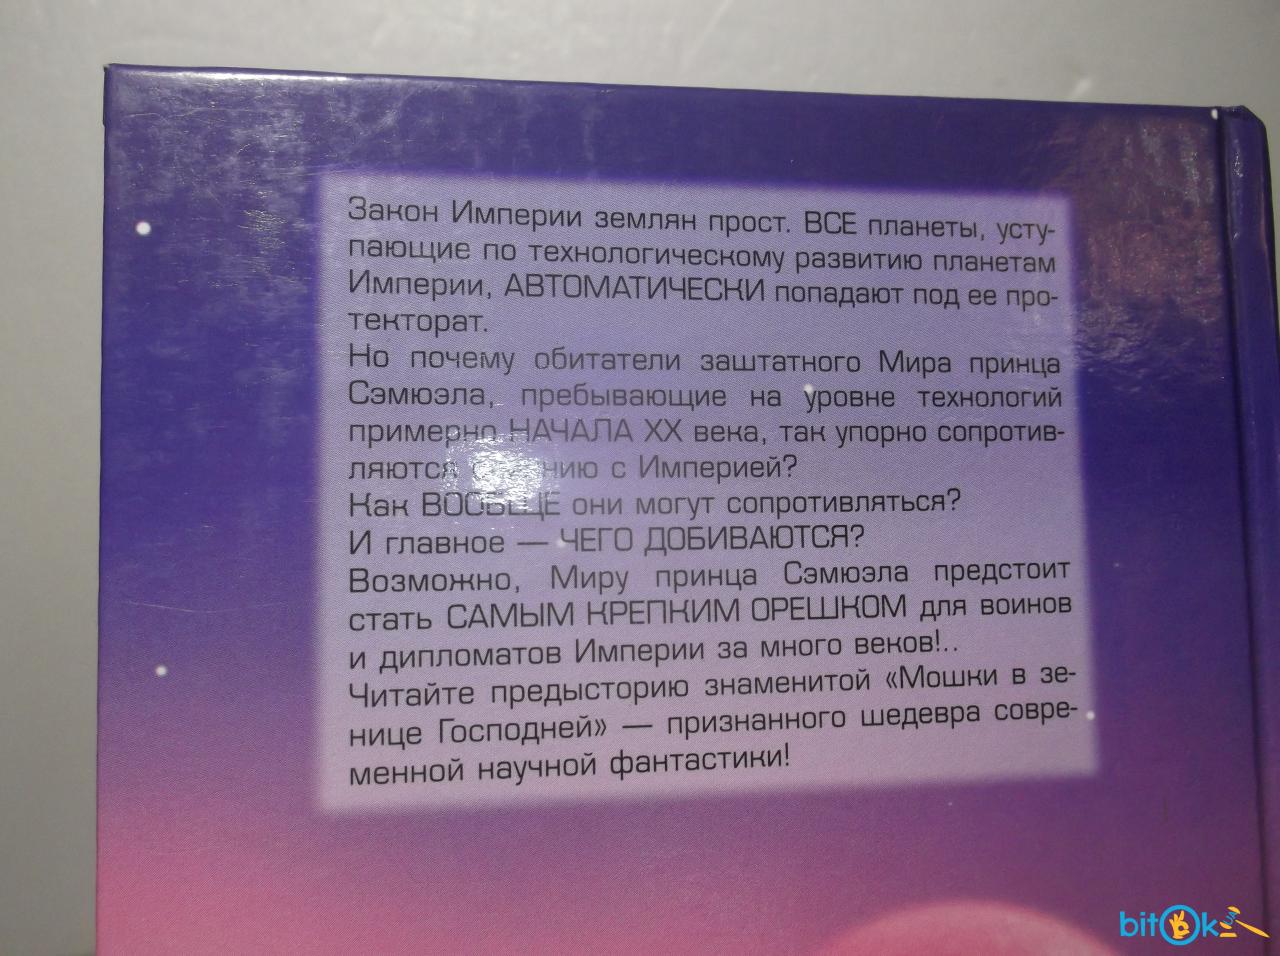 Закон Империи землян прост. ВСЕ планеты, усту-
пающие по технологическому развитию планетам
Империи, АВТОМАТИЧЕСКИ попадают под ее про-
текторат.
Но почему обитатели заштатного Мира принца
Сэмюэла, пребывающие на уровне технологий
примерно НАЧАЛА XX века, так упорно сопротив-
ляются с Империей?
Как ВООБЩЕ они могут сопротивляться?
И главное — ЧЕГО ДОБИВАЮТСЯ?
Возможно, Миру принца Сэмюэла предстоит
стать САМЫМ КРЕПКИМ ОРЕШКОМ для воинов
и дипломатов Империи за много веков!..
Читайте предысторию знаменитой «Мошки в зе-
нице Господней» — признанного шедевра совре-
менной научной фантастики!
bitOk UA